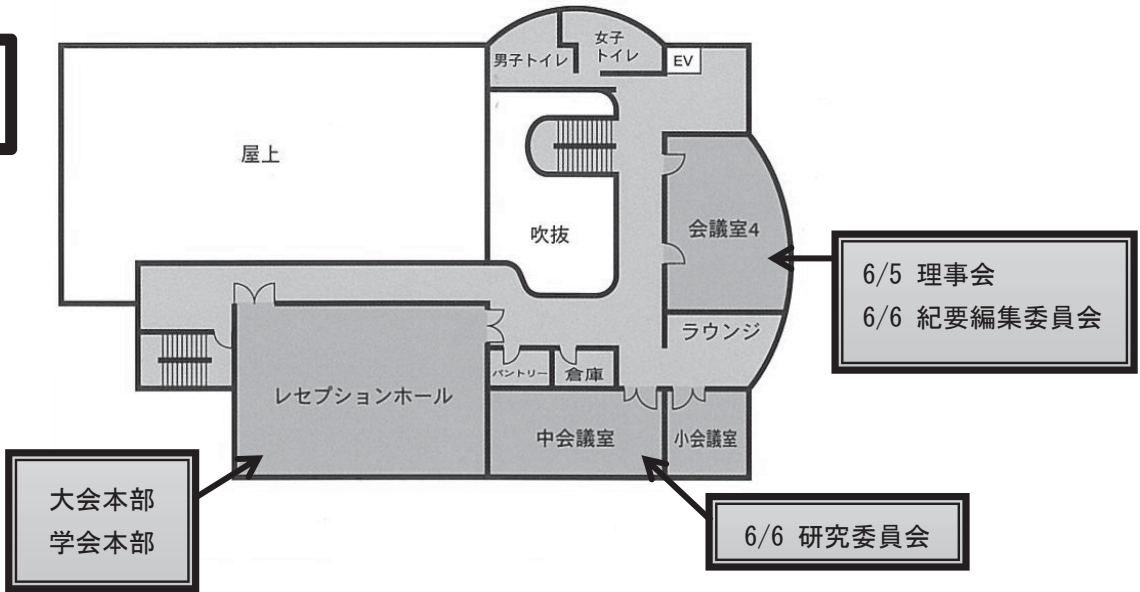 女子
トイレ
男子トイレ
EV
屋上
会議室4
吹抜
6/5 理事会
6/6 紀要編集委員会
ラウンジ
パントリー
倉庫
レセプションホール
中会議室
小会議室
大会本部
学会本部
6/6 研究委員会